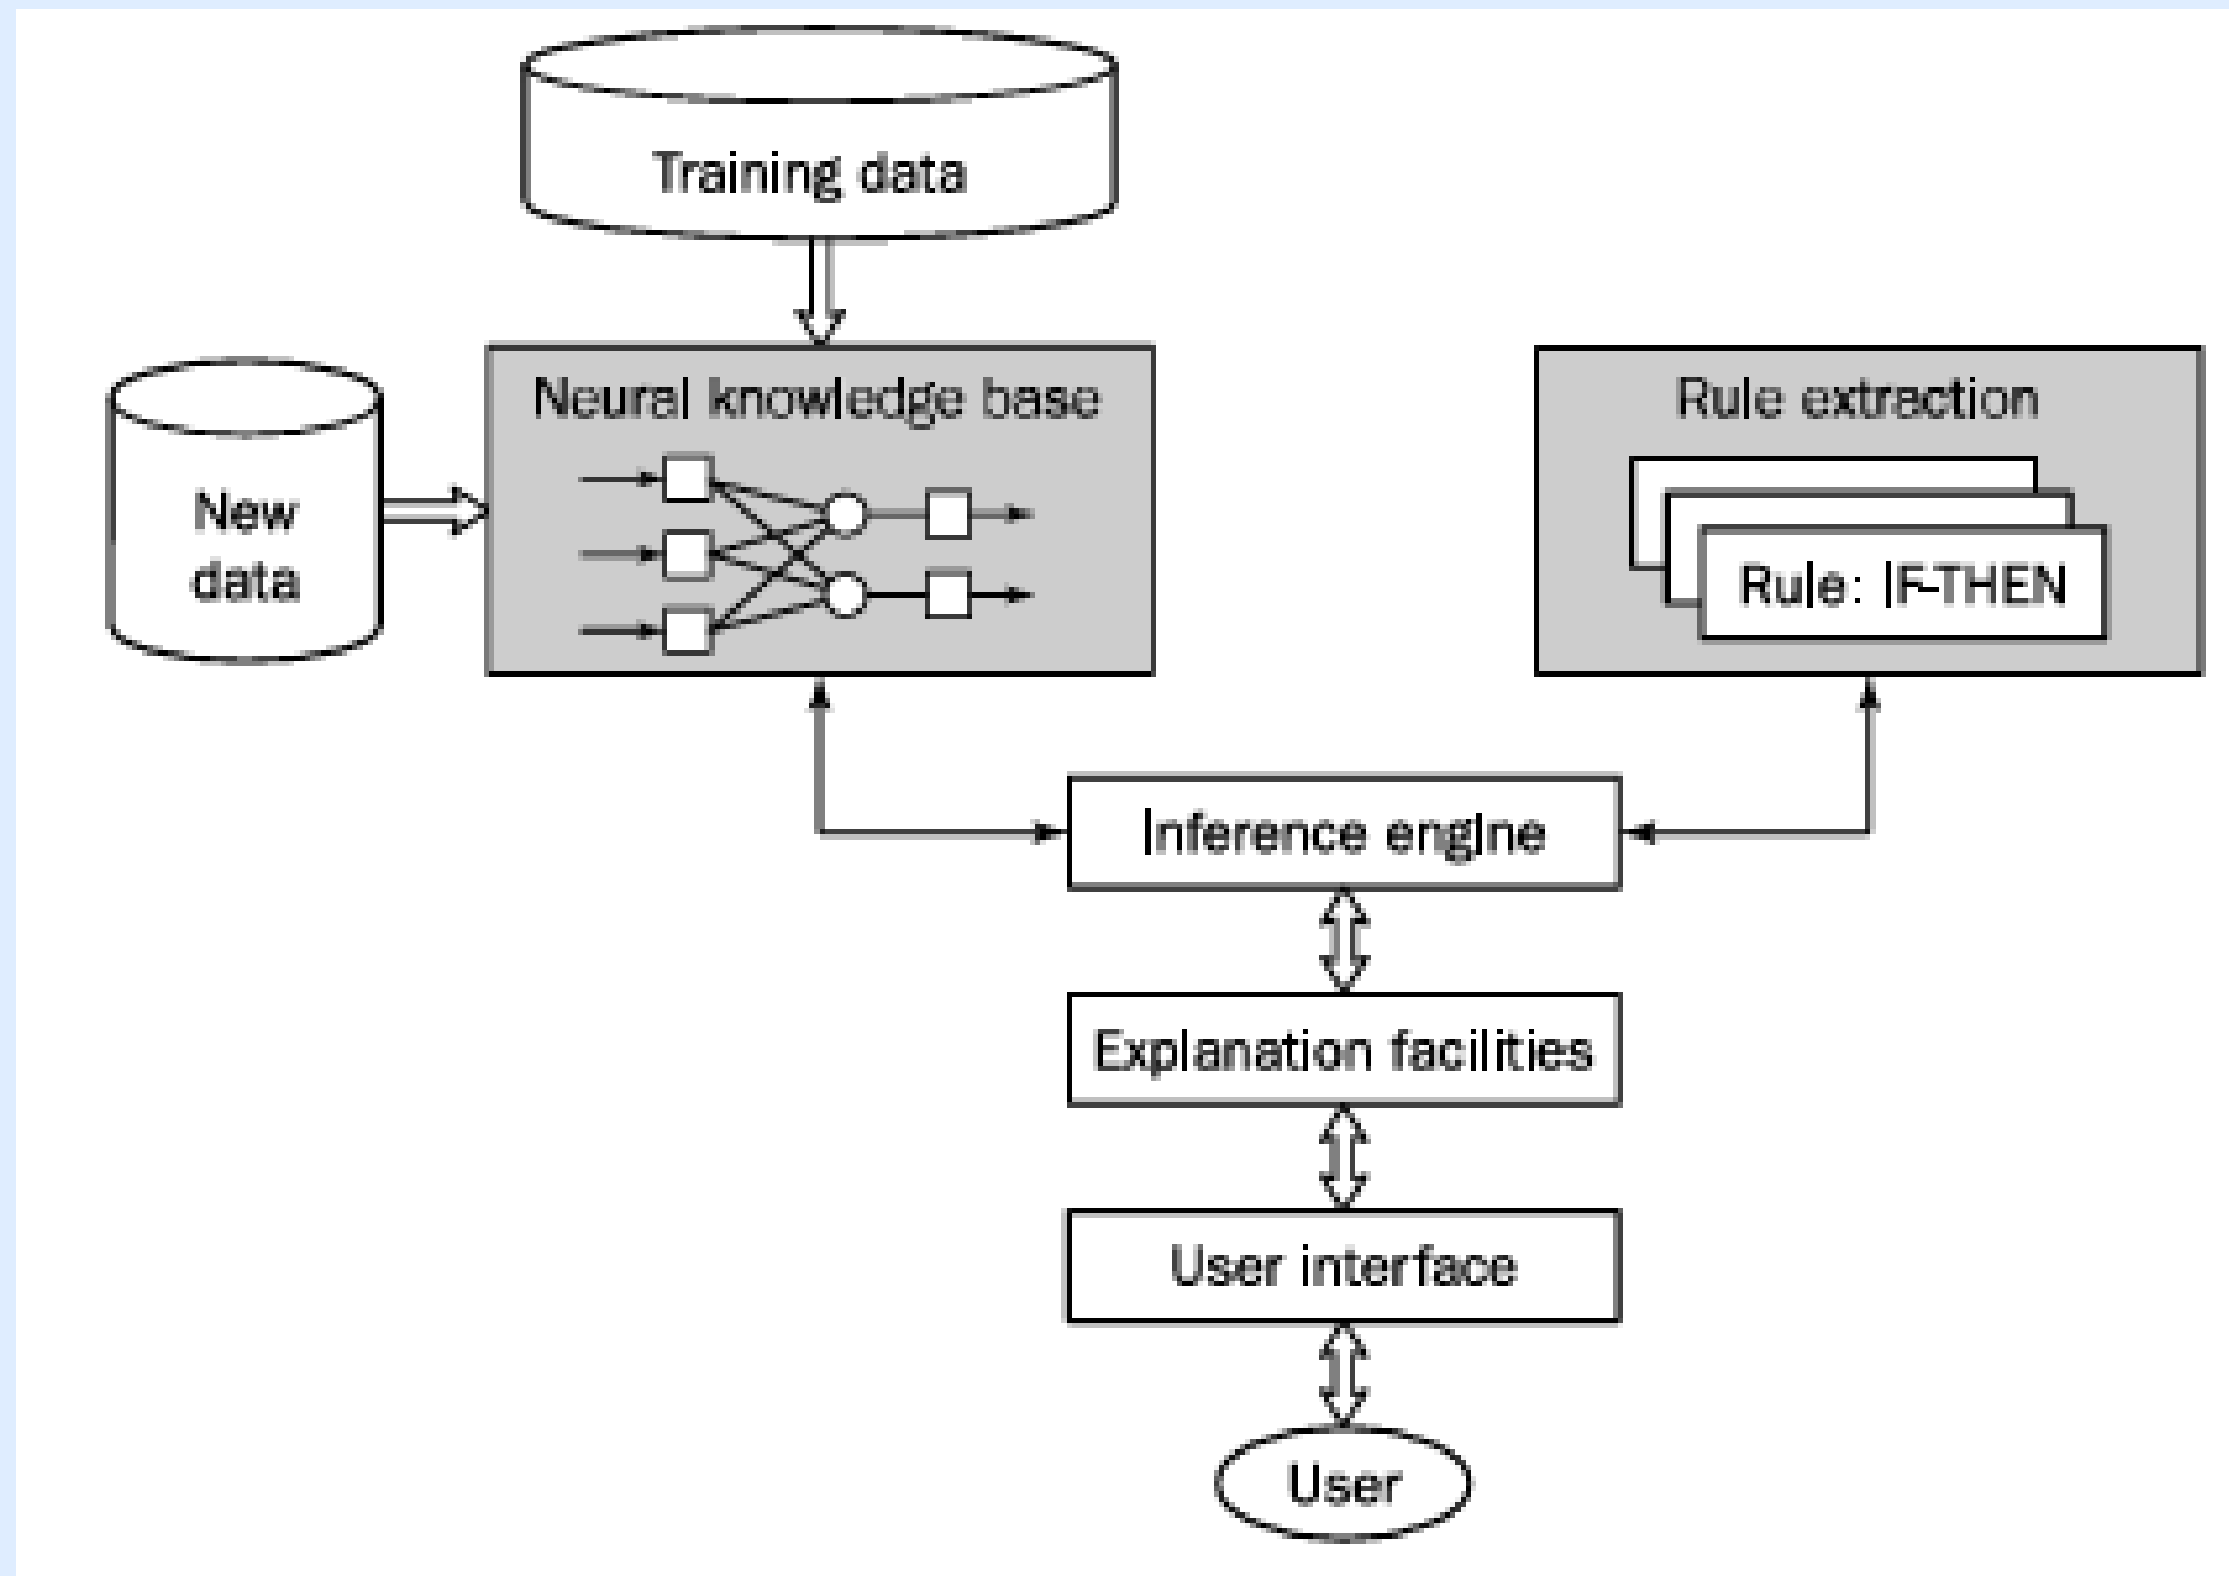 Training data
New
data
Neural knowledge base
Rule extraction
Rule: IF-THEN
Inference engine
Explanation facilities
User interface
User